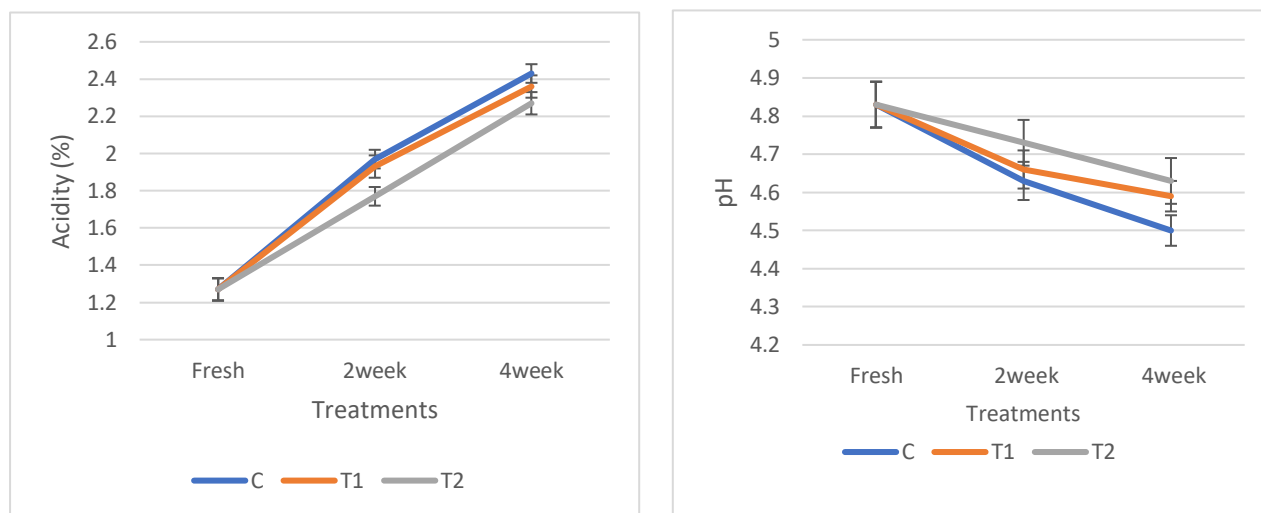 2.6
2.4
2.2
2
1.8
1.6
1.4
1.2
1
Acidity (%)
Fresh 2week 4week
Treatments
C T1 T2
5
4.9
4.8
4.7
4.6
4.5
4.4
4.3
4.2
pH
Fresh 2week 4week
Treatments
C T1 T2